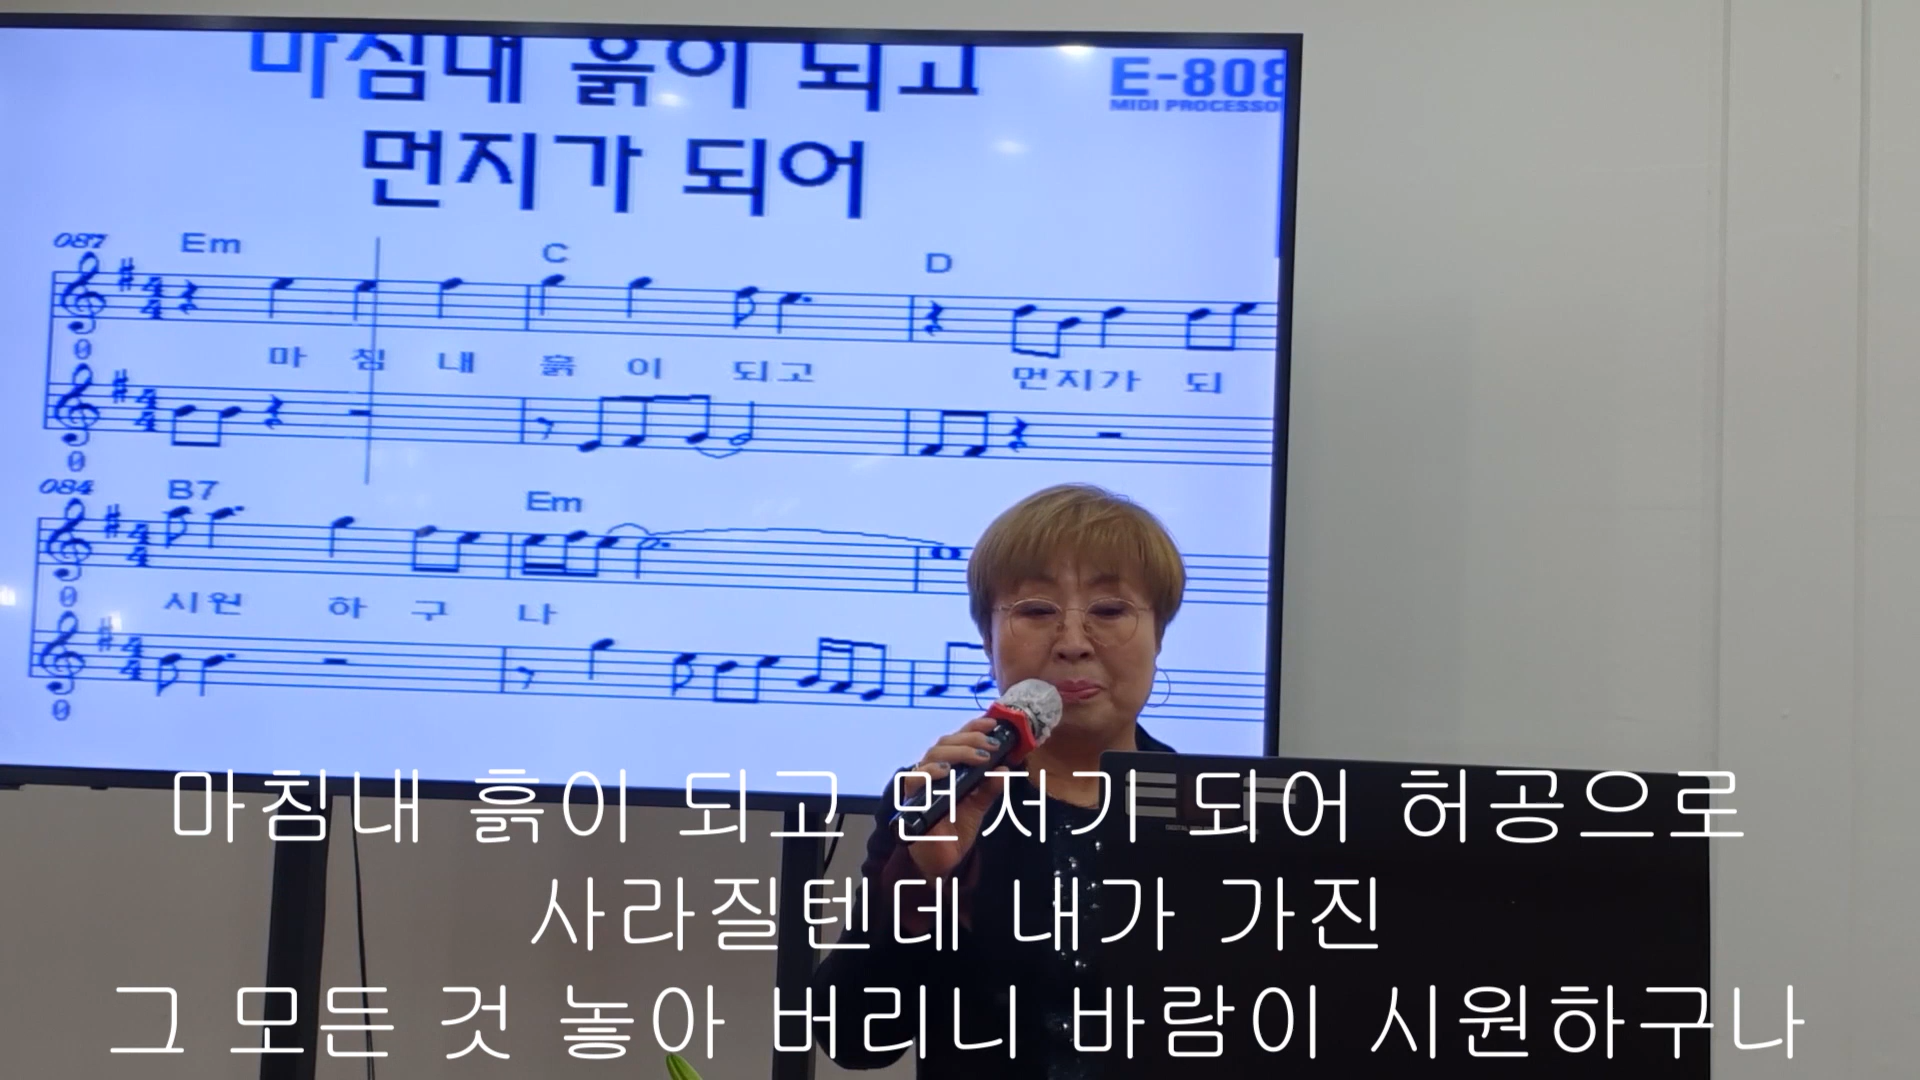 마침내 흙이 되고
E-808
MIDI PROCESSO
먼지가 되어
087 Em C D
마 침 내 흙 이 되고 먼지가 되
084 B7 Em
시원 하 구 나
마침내 흙이 되고 먼저기 되어 허공으로
사라질텐데 내가 가진
그 모든 것 놓아 버리니 바람이 시원하구나